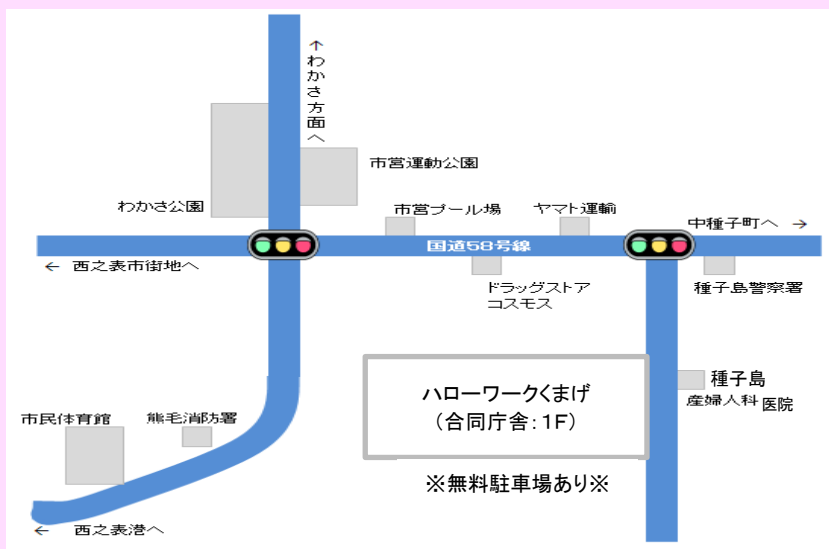 ↑わかさ方面へ
市営運動公園
わかさ公園
市営プール場
ヤマト運輸
中種子町へ →
国道58号線
← 西之表市街地へ
ドラッグストア
コスモス
種子島警察署
ハローワークくまげ
(合同庁舎:1F)
種子島
産婦人科 医院
市民体育館
熊毛消防署
※無料駐車場あり※
← 西之表港へ